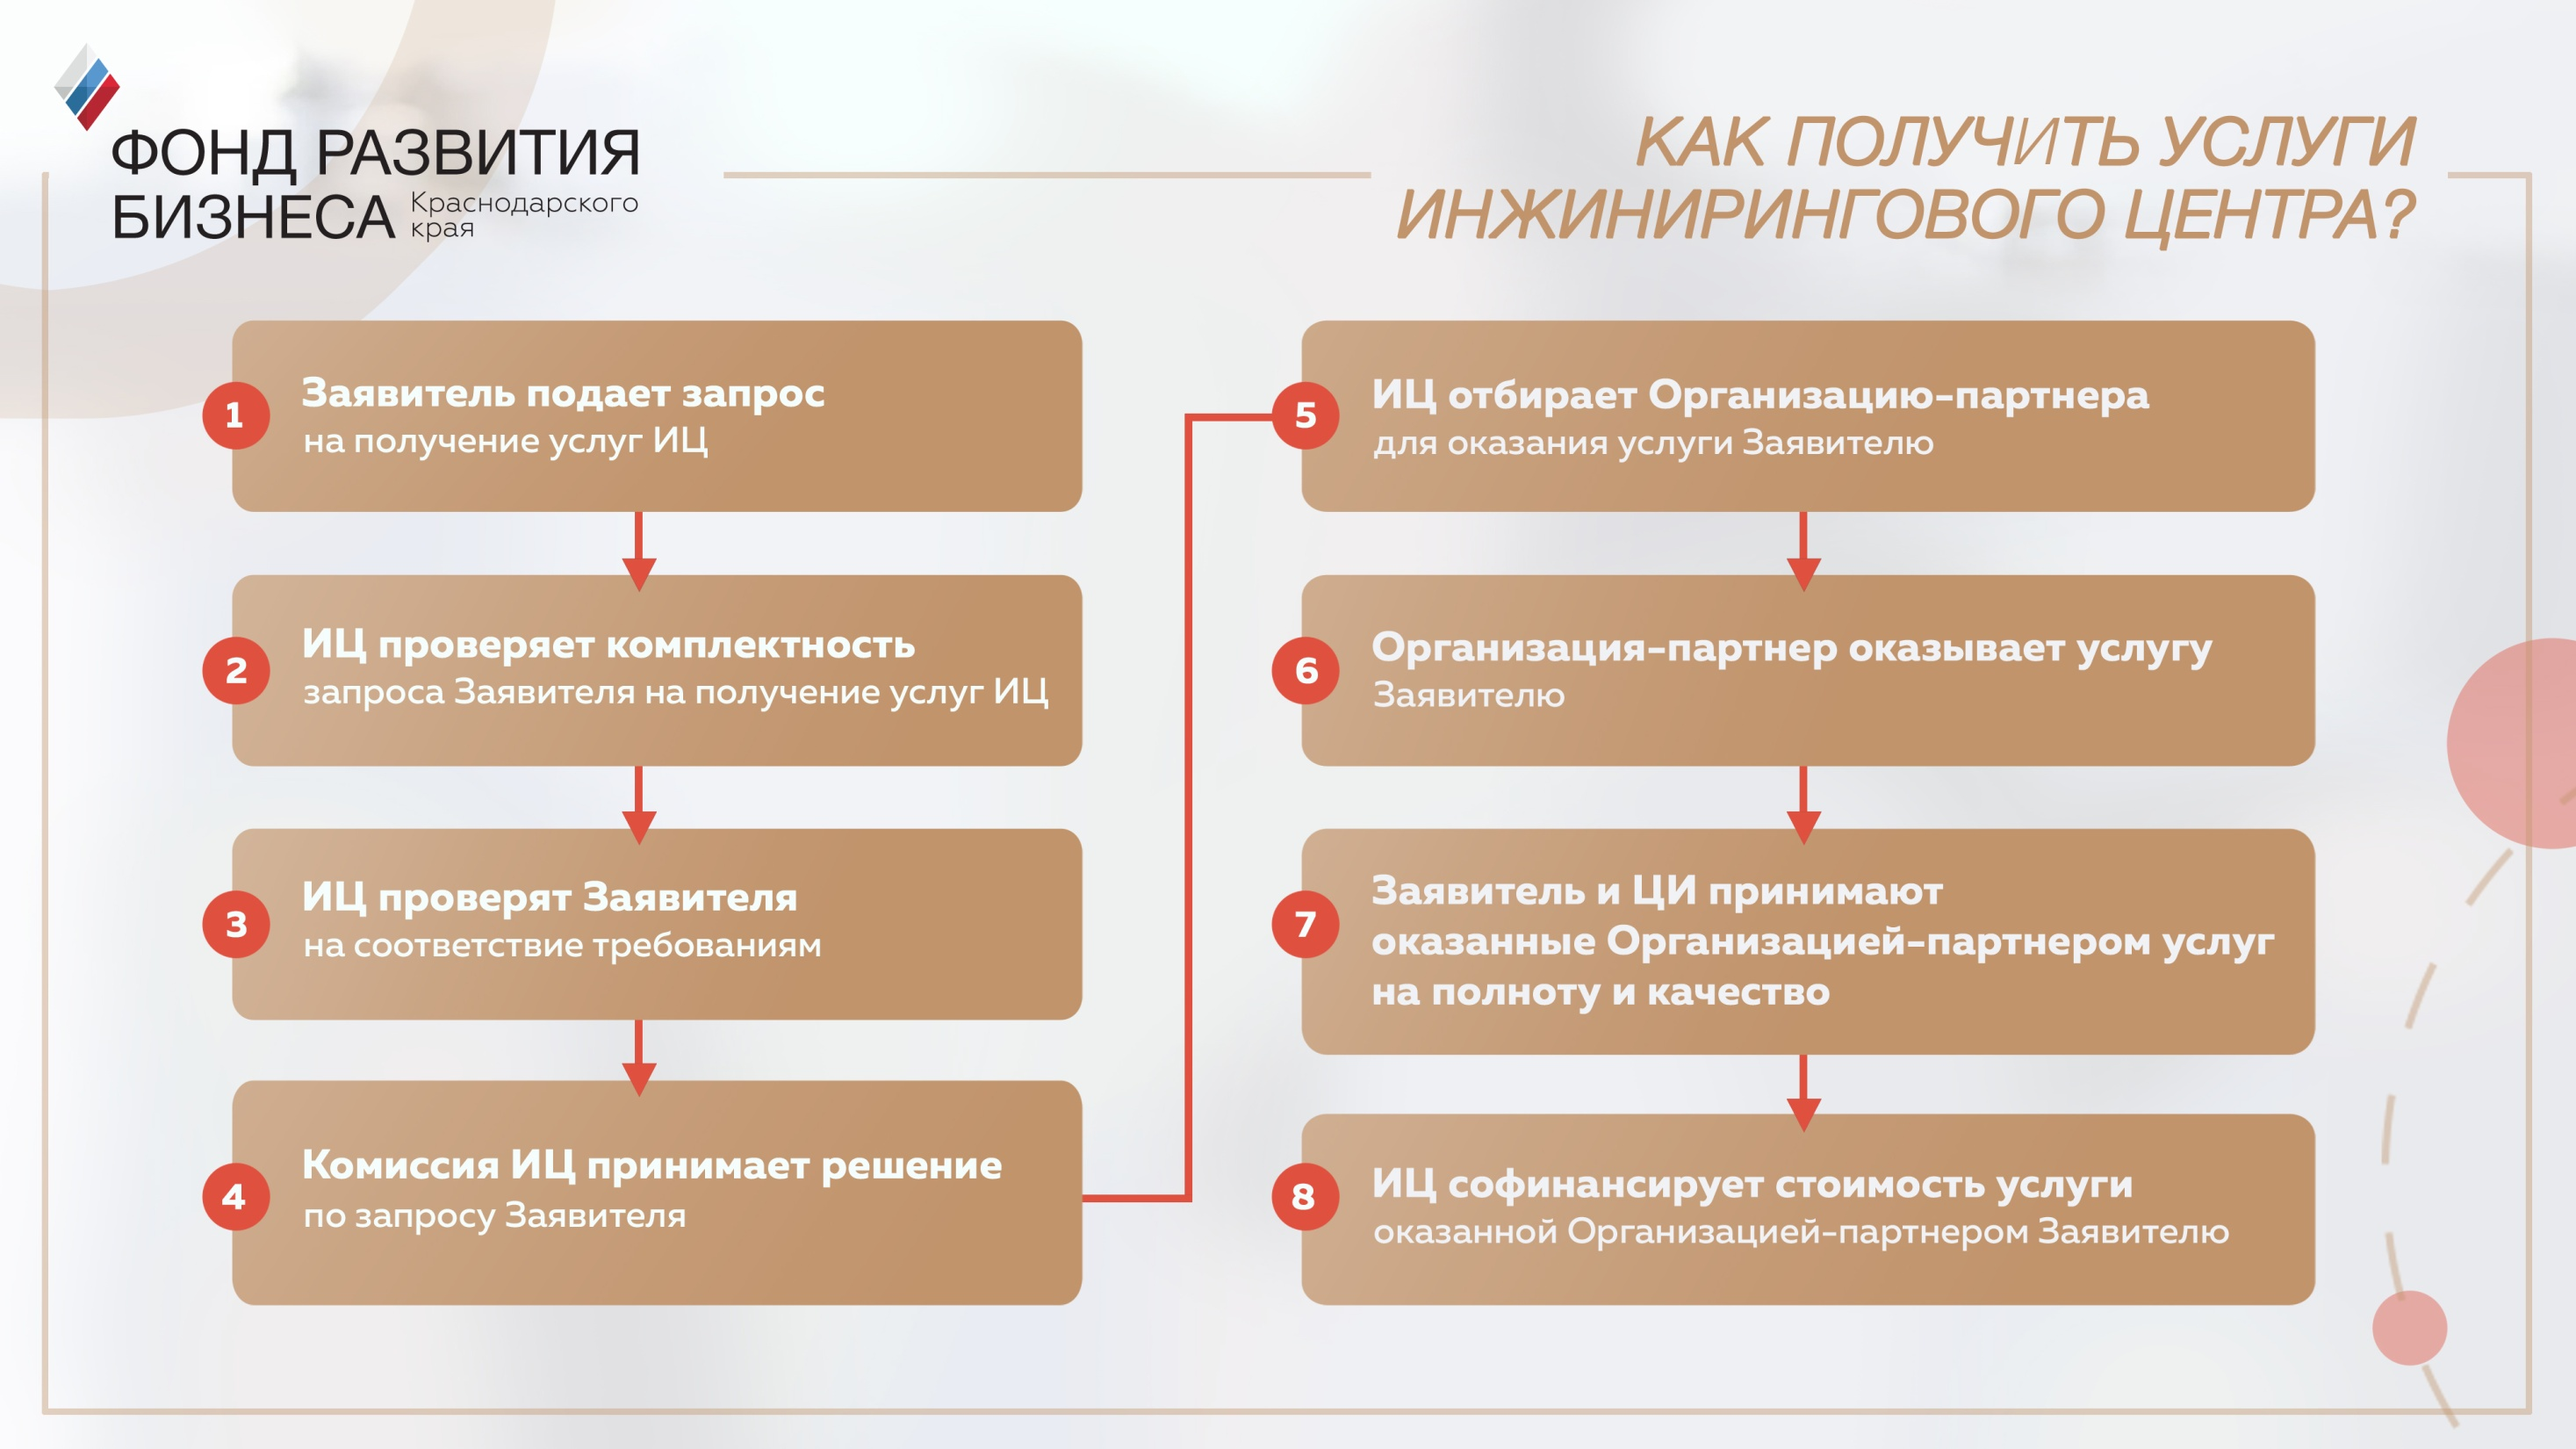 ФОНД РАЗВИТИЯ
БИЗНЕСА Краснодарского
края
КАК ПОЛУЧИТЬ УСЛУГИ
ИНЖИНИРИНГОВОГО ЦЕНТРА?
1
Заявитель подает запрос
на получение услуг ИЦ
2
ИЦ проверяет комплектность
запроса Заявителя на получение услуг ИЦ
3
ИЦ проверят Заявителя
на соответствие требованиям
4
Комиссия ИЦ принимает решение
по запросу Заявителя
5
ИЦ отбирает Организацию-партнера
для оказания услуги Заявителю
6
Организация-партнер оказывает услугу
Заявителю
7
Заявитель и ЦИ принимают
оказанные Организацией-партнером услуг
на полноту и качество
8
ИЦ софинансирует стоимость услуги
оказанной Организацией-партнером Заявителю